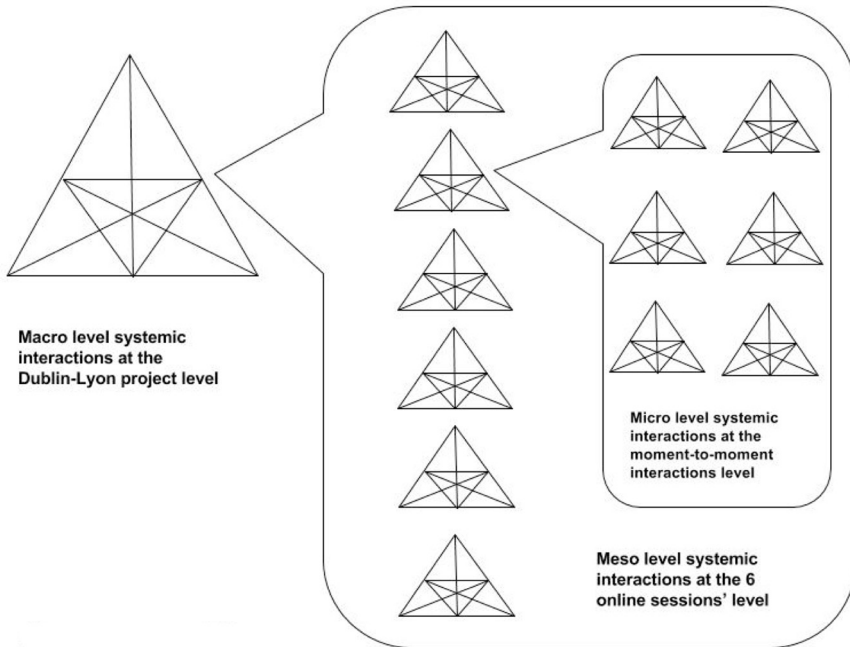 Macro level systemic
interactions at the
Dublin-Lyon project level
Micro level systemic
interactions at the
moment-to-moment
interactions level
Meso level systemic
interactions at the 6
online sessions' level